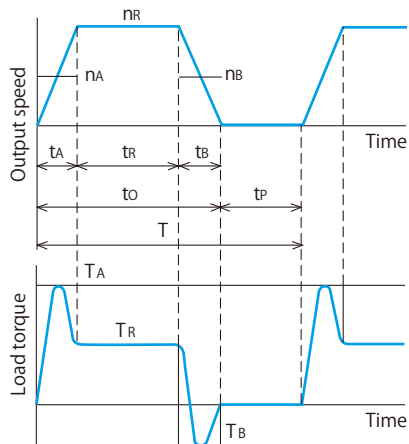 nR
nA
nB
Output speed
Time
tA
tR
tB
tO
tP
T
TA
TR
Load torque
TB
Time